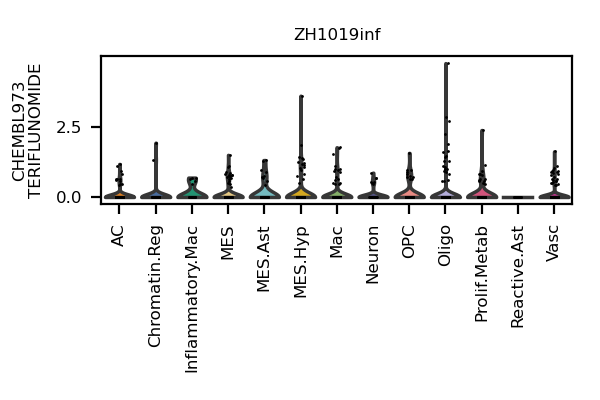 ZH1019inf
CHEMBL973
TERIFLUNOMIDE
2.5
0.0
AC
Chromatin.Reg
Inflammatory.Mac
MES
MES.Ast
MES.Hyp
Mac
Neuron
OPC
Oligo
Prolif.Metab
Reactive.Ast
Vasc